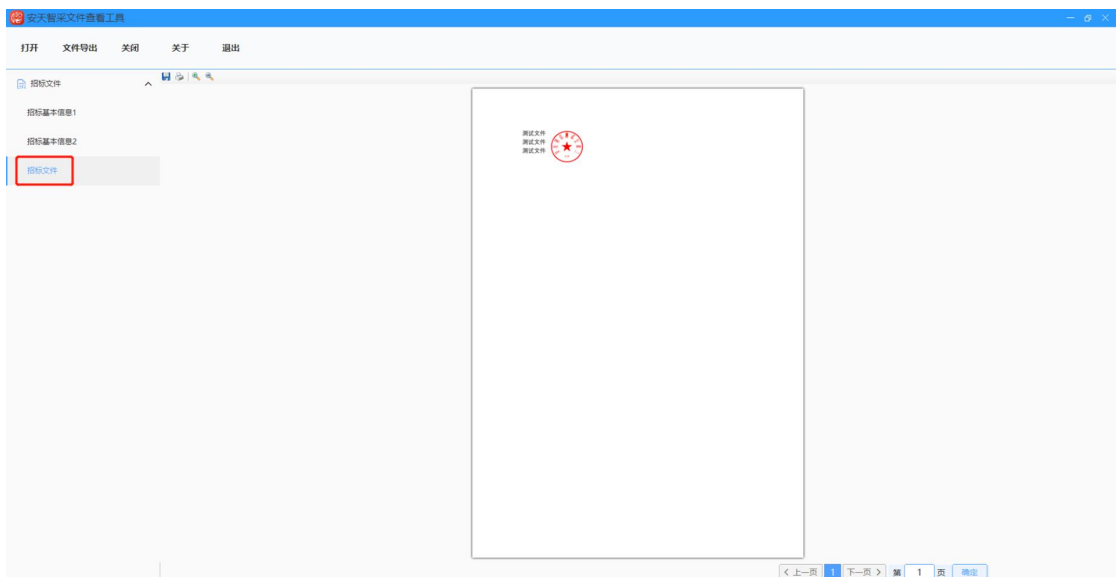 安天智采文件查看工具
打开 文件导出 关闭 关于 退出
招标文件
招标基本信息1
招标基本信息2
招标文件
测试文件
测试文件
测试文件
上一页 1 下一页 第 1 页 确定